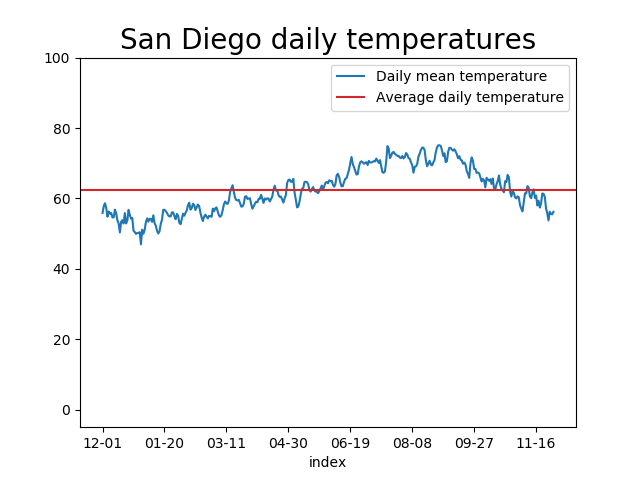 San Diego daily temperatures
Daily mean temperature
Average daily temperature
100
80
60
40
20
0
12-01 01-20 03-11 04-30 06-19 08-08 09-27 11-16
index